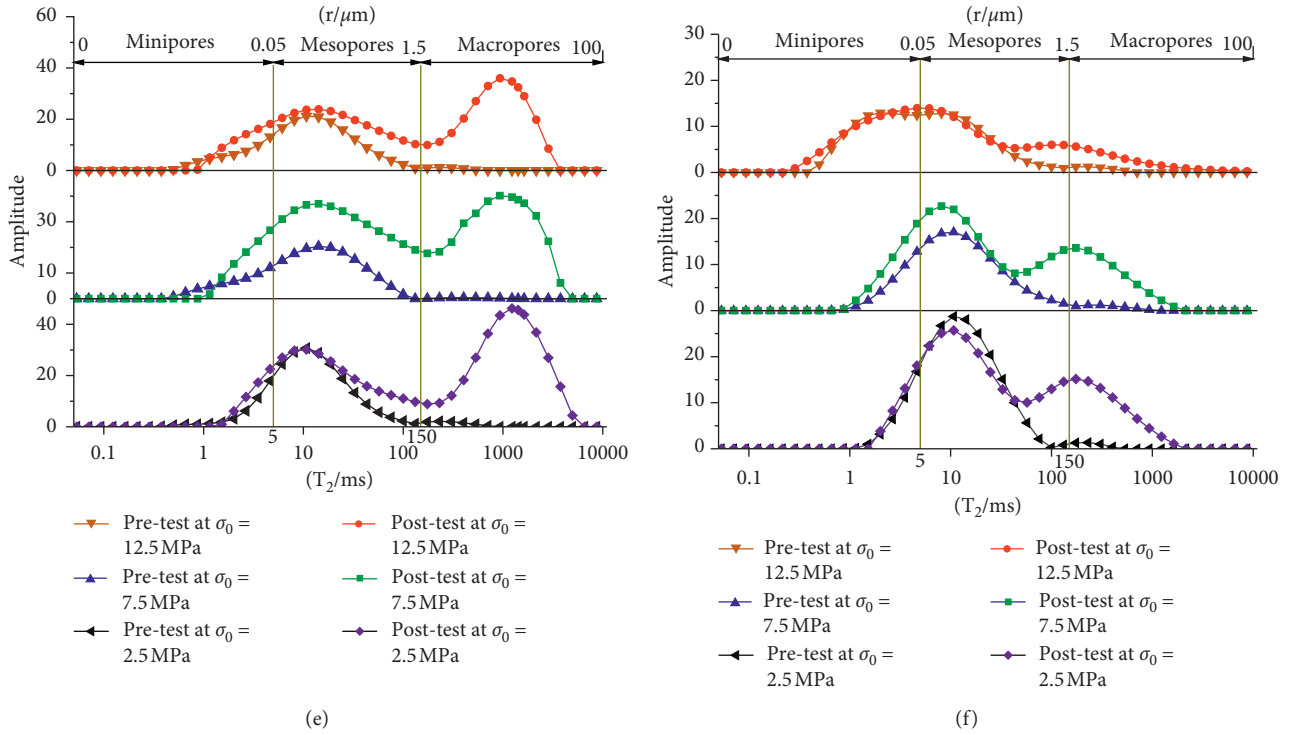 (r/μm)
0 Minipores 0.05 Mesopores 1.5 Macropores 100
60
40
20
0
30
10
0
40
20
0
Amplitude
5 150
0.1 1 10 100 1000 10000
(T2/ms)
Pre-test at σ0 =
12.5 MPa
Post-test at σ0 =
12.5 MPa
Pre-test at σ0 =
7.5 MPa
Post-test at σ0 =
7.5 MPa
Pre-test at σ0 =
2.5 MPa
Post-test at σ0 =
2.5 MPa
(e)
(r/μm)
0 Minipores 0.05 Mesopores 1.5 Macropores 100
30
20
10
0
20
10
0
20
10
0
Amplitude
5 150
0.1 1 10 100 1000 10000
(T2/ms)
Pre-test at σ0 =
12.5 MPa
Post-test at σ0 =
12.5 MPa
Pre-test at σ0 =
7.5 MPa
Post-test at σ0 =
7.5 MPa
Pre-test at σ0 =
2.5 MPa
Post-test at σ0 =
2.5 MPa
(f)